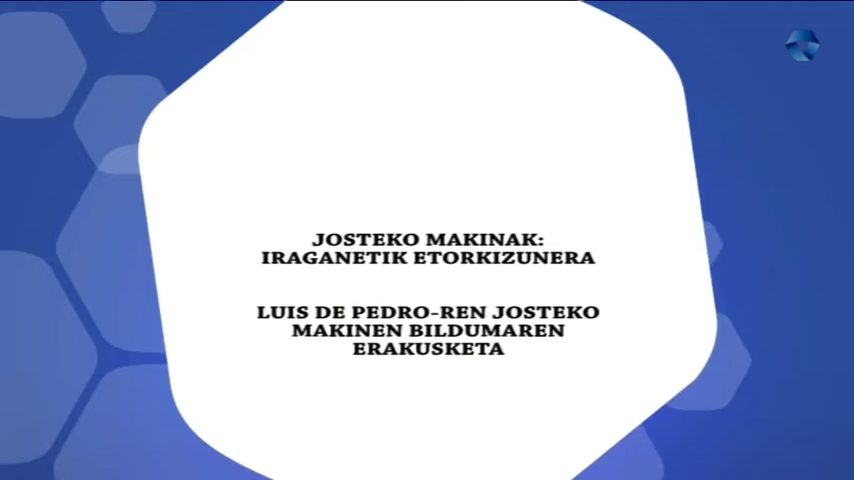 JOSTEKO MAKINAK:
IRAGANETIK ETORKIZUNERA
LUIS DE PEDRO-REN JOSTEKO
MAKINEN BILDUMAREN
ERAKUSKETA